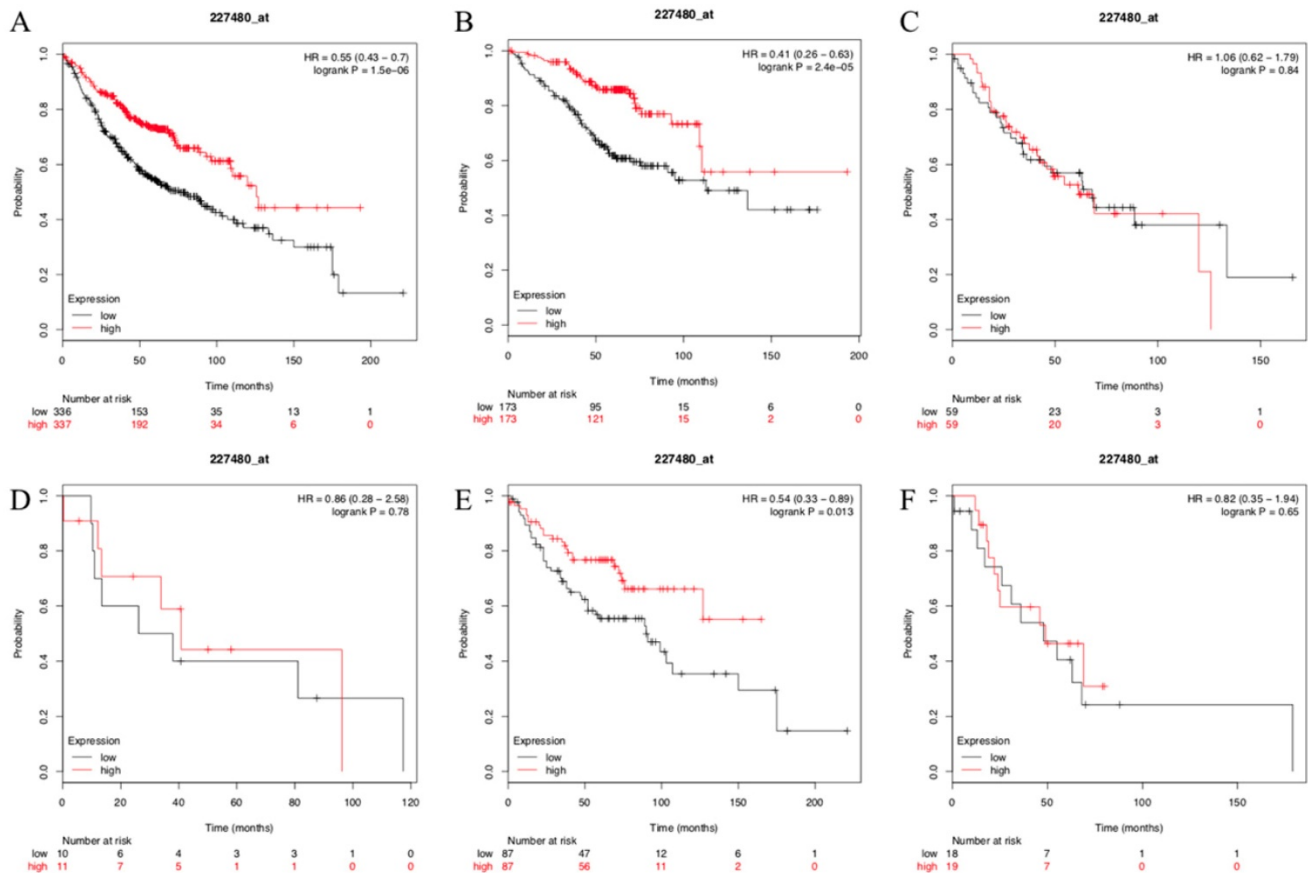 A
227480_at
HR = 0.55 (0.43 − 0.7)
logrank P = 1.5e−06
Probability
1.0
0.8
0.6
0.4
0.2
0.0
Expression
low
high
0 50 100 150 200
Time (months)
Number at risk
low 336 153 35 13 1
high 337 192 34 6 0
B
227480_at
HR = 0.41 (0.26 − 0.63)
logrank P = 2.4e−05
Probability
1.0
0.8
0.6
0.4
0.2
0.0
Expression
low
high
0 50 100 150 200
Time (months)
Number at risk
low 173 95 15 6 0
high 173 121 15 2 0
C
227480_at
HR = 1.06 (0.62 − 1.79)
logrank P = 0.84
Probability
1.0
0.8
0.6
0.4
0.2
0.0
Expression
low
high
0 50 100 150
Time (months)
Number at risk
low 59 23 3 1
high 59 20 3 0
D
227480_at
HR = 0.86 (0.28 − 2.58)
logrank P = 0.78
Probability
1.0
0.8
0.6
0.4
0.2
0.0
Expression
low
high
0 20 40 60 80 100 120
Time (months)
Number at risk
low 10 6 4 3 3 1 0
high 11 7 5 1 1 0 0
E
227480_at
HR = 0.54 (0.33 − 0.89)
logrank P = 0.013
Probability
1.0
0.8
0.6
0.4
0.2
0.0
Expression
low
high
0 50 100 150 200
Time (months)
Number at risk
low 87 47 12 6 1
high 87 56 11 2 0
F
227480_at
HR = 0.82 (0.35 − 1.94)
logrank P = 0.65
Probability
1.0
0.8
0.6
0.4
0.2
0.0
Expression
low
high
0 50 100 150
Time (months)
Number at risk
low 18 7 1 1
high 19 7 0 0